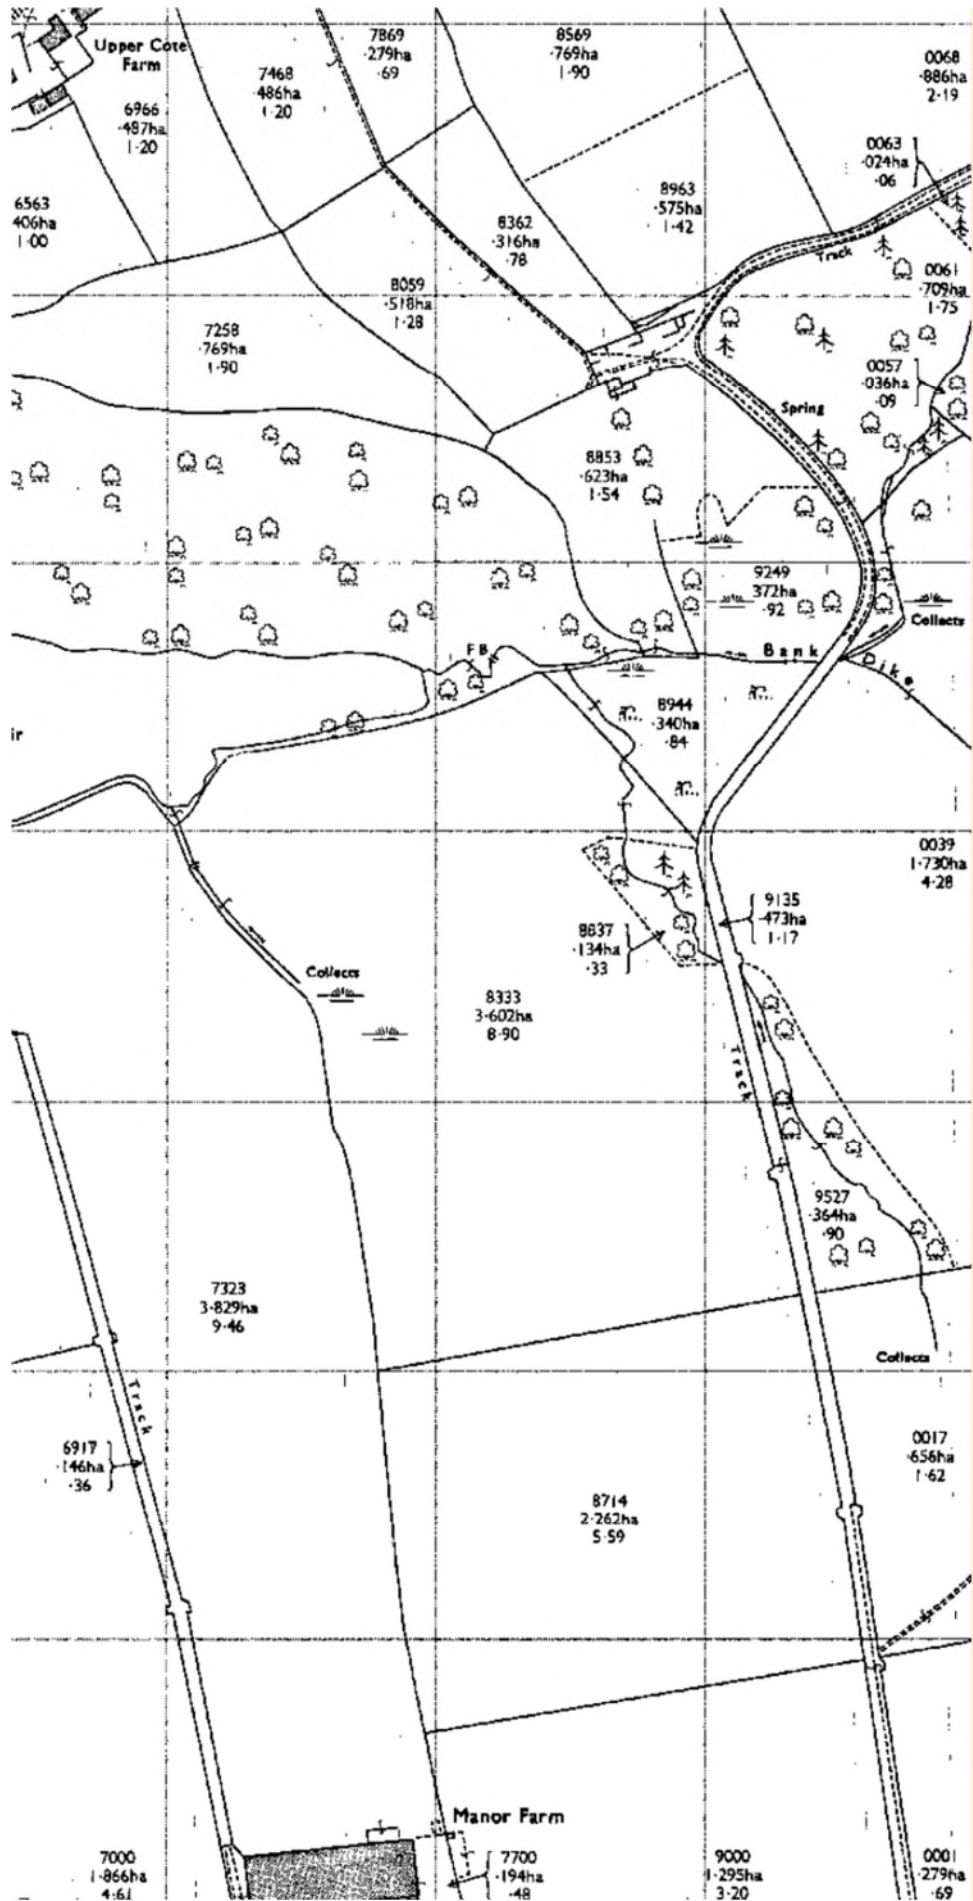 Upper Cote
Farm
7869
·279ha
·69
8569
·769ha
1·90
0068
·886ha
2·19
7468
·486ha
1·20
6966
·487ha
1·20
0063
·024ha
·06
6563
406ha
1·00
8963
·575ha
1·42
8362
·316ha
·78
Track
0061
·709ha
1·75
8059
·518ha
1·28
7258
·769ha
1·90
0057
·036ha
·09
Spring
8853
·623ha
1·54
9249
372ha
·92
Collects
FB
Bank Dike
8944
·340ha
·84
ir
0039
1·730ha
4·28
9135
·473ha
1·17
8837
·134ha
·33
Collects
8333
3·602ha
8·90
Track
9527
·364ha
·90
7323
3·829ha
9·46
Collects
Track
6917
·146ha
·36
0017
·656ha
1·62
8714
2·262ha
5·59
Manor Farm
7000
1·866ha
4·61
7700
·194ha
·48
9000
1·295ha
3·20
0001
·279ha
·69